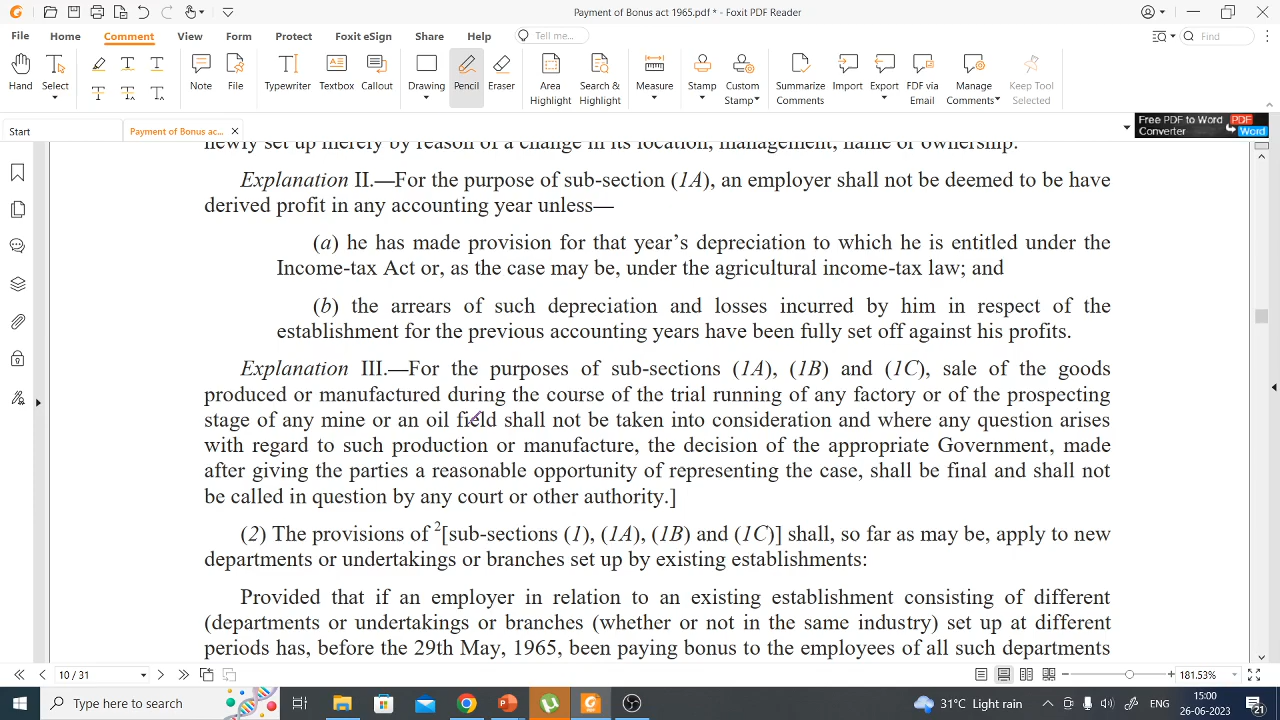 Payment of Bonus act 1965.pdf * - Foxit PDF Reader
File Home Comment View Form Protect Foxit eSign Share Help Tell me... Find
Hand Select Note File Typewriter Textbox Callout Drawing Pencil Eraser Area Highlight Search & Highlight Measure Stamp Custom Stamp Summarize Comments Import Export FDF via Email Manage Comments Keep Tool Selected
Start Payment of Bonus ac... Free PDF to Word Converter PDF Word
newly set up merely by reason of a change in its location, management, name or ownership.
Explanation II.—For the purpose of sub-section (1A), an employer shall not be deemed to be have
derived profit in any accounting year unless—
(a) he has made provision for that year’s depreciation to which he is entitled under the
Income-tax Act or, as the case may be, under the agricultural income-tax law; and
(b) the arrears of such depreciation and losses incurred by him in respect of the
establishment for the previous accounting years have been fully set off against his profits.
Explanation III.—For the purposes of sub-sections (1A), (1B) and (1C), sale of the goods
produced or manufactured during the course of the trial running of any factory or of the prospecting
stage of any mine or an oil field shall not be taken into consideration and where any question arises
with regard to such production or manufacture, the decision of the appropriate Government, made
after giving the parties a reasonable opportunity of representing the case, shall be final and shall not
be called in question by any court or other authority.]
(2) The provisions of 2[sub-sections (1), (1A), (1B) and (1C)] shall, so far as may be, apply to new
departments or undertakings or branches set up by existing establishments:
Provided that if an employer in relation to an existing establishment consisting of different
(departments or undertakings or branches (whether or not in the same industry) set up at different
periods has, before the 29th May, 1965, been paying bonus to the employees of all such departments
10 / 31 181.53%
Type here to search 31°C Light rain ENG 15:00 26-06-2023 21